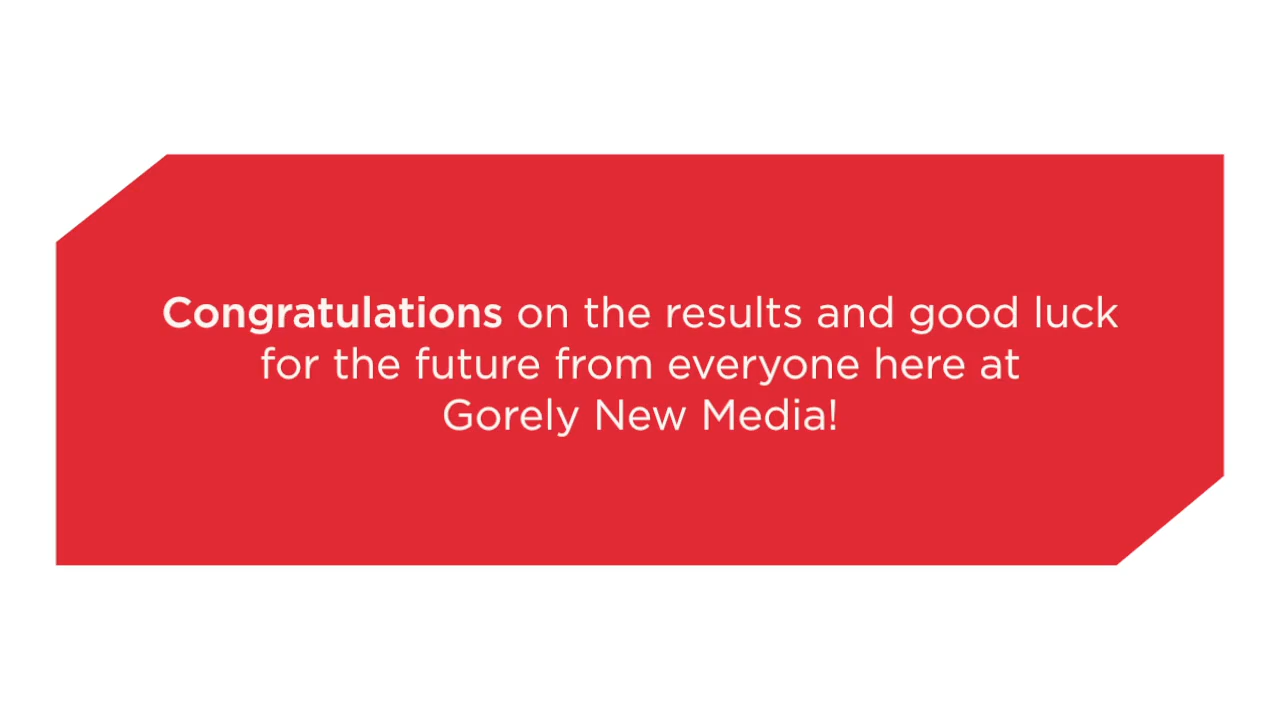 Congratulations on the results and good luck
for the future from everyone here at
Gorely New Media!